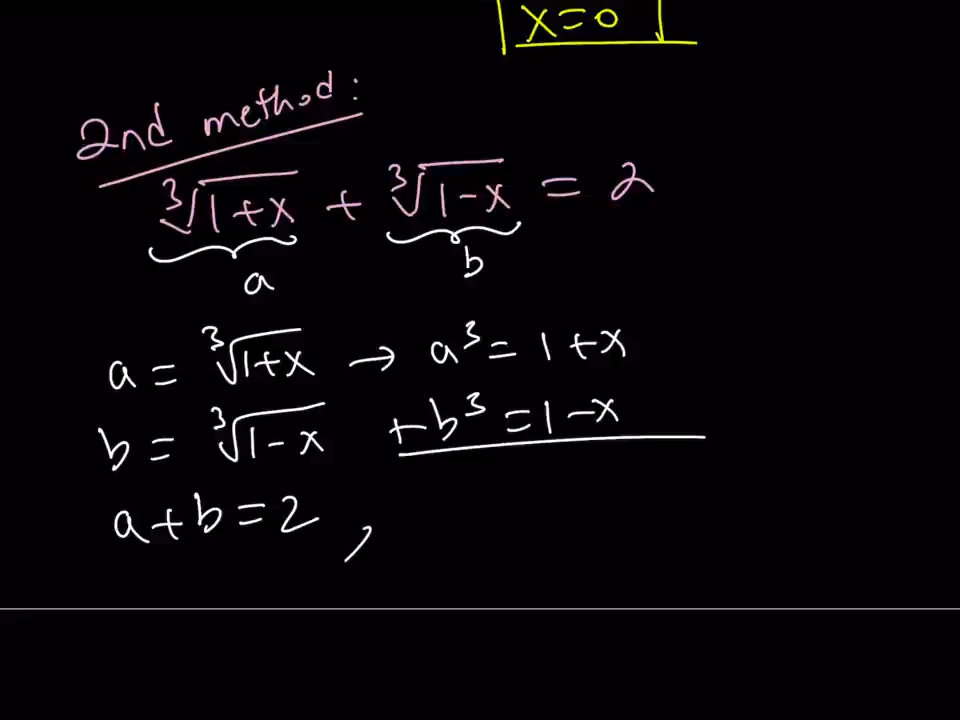 x=0
2nd method:
∛(1+x) + ∛(1-x) = 2
a b
a = ∛(1+x) → a³ = 1+x
b = ∛(1-x) +b³ = 1-x
a+b=2 ,